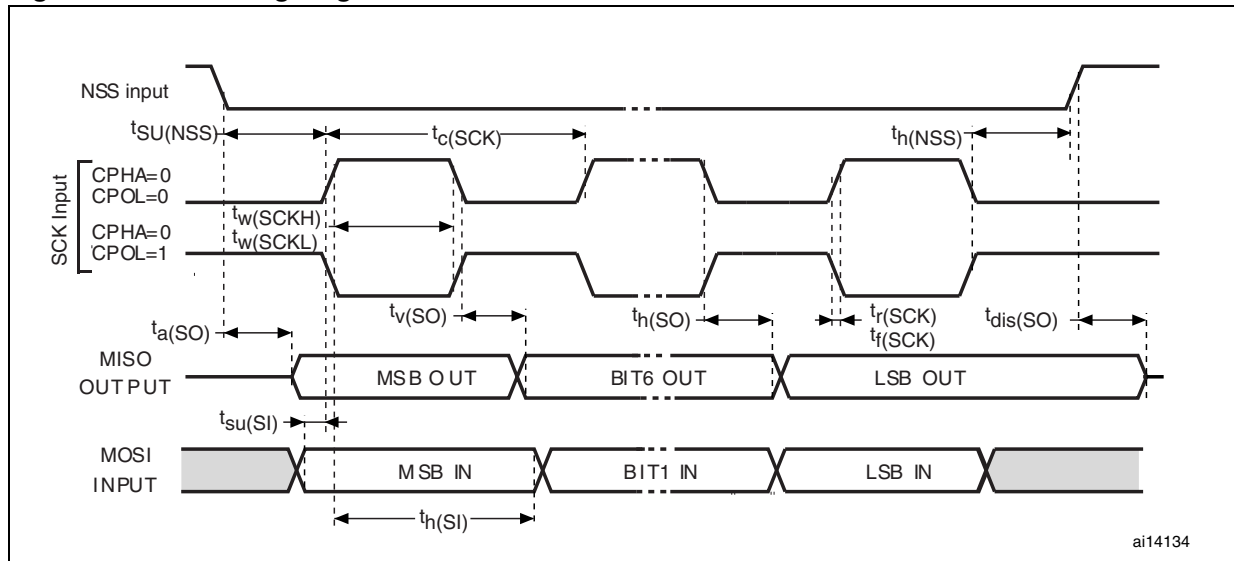 NSS input
tSU(NSS)
tc(SCK)
th(NSS)
SCK Input
CPHA=0
CPOL=0
tw(SCKH)
tw(SCKL)
CPHA=0
CPOL=1
ta(SO)
tv(SO)
th(SO)
tr(SCK)
tf(SCK)
tdis(SO)
MISO
OUTPUT
MSB OUT
BIT6 OUT
LSB OUT
tsu(SI)
MOSI
INPUT
MSB IN
BIT1 IN
LSB IN
th(SI)
ai14134